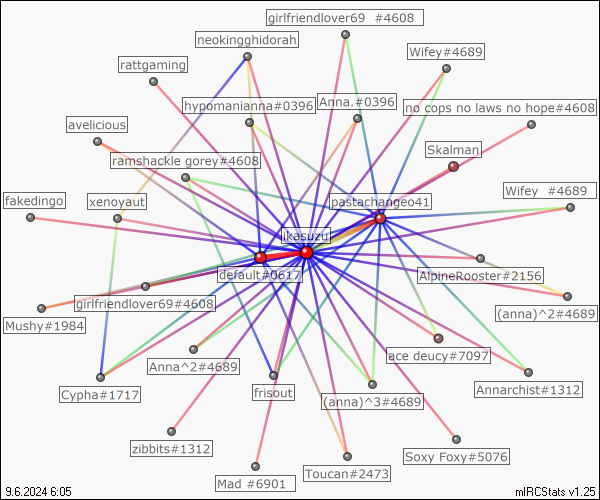 girlfriendlover69  #4608
neokingghidorah
Wifey#4689
rattgaming
hypomanianna#0396
Anna.#0396
no cops no laws no hope#4608
avelicious
Skalman
ramshackle gorey#4608
fakedingo
xenoyaut
pastachangeo41
Wifey  #4689
ikasuzu
default#0617
AlpineRooster#2156
girlfriendlover69#4608
(anna)^2#4689
Mushy#1984
ace deucy#7097
Anna^2#4689
Cypha#1717
frisout
(anna)^3#4689
Annarchist#1312
zibbits#1312
Soxy Foxy#5076
Toucan#2473
Mad #6901
9.6.2024 6:05
mIRCStats v1.25